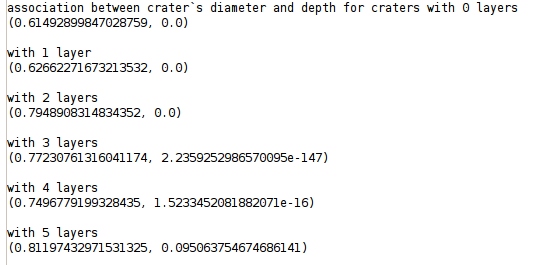 association between crater`s diameter and depth for craters with 0 layers
(0.61492899847028759, 0.0)
with 1 layer
(0.62662271673213532, 0.0)
with 2 layers
(0.7948908314834352, 0.0)
with 3 layers
(0.77230761316041174, 2.2359252986570095e-147)
with 4 layers
(0.7496779199328435, 1.5233452081882071e-16)
with 5 layers
(0.81197432971531325, 0.095063754674686141)